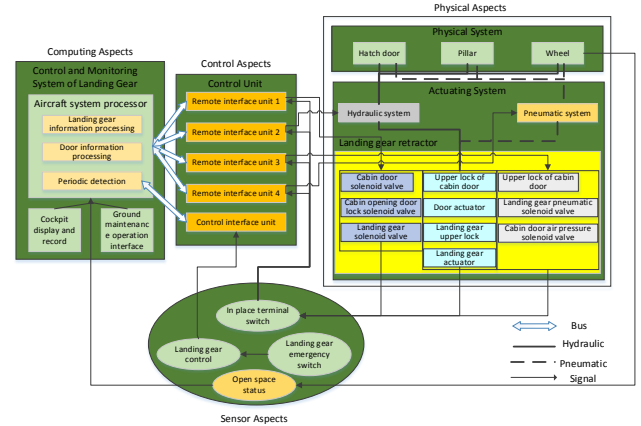 Physical Aspects
Physical System
Hatch door
Pillar
Wheel
Computing Aspects
Control and Monitoring
System of Landing Gear
Aircraft system processor
Landing gear
information processing
Door information
processing
Periodic detection
Cockpit
display and
record
Ground
maintenanc
e operation
interface
Control Aspects
Control Unit
Remote interface unit 1
Remote interface unit 2
Remote interface unit 3
Remote interface unit 4
Control interface unit
Actuating System
Hydraulic system
Pneumatic system
Landing gear retractor
Cabin door
solenoid valve
Upper lock of
cabin door
Upper lock of cabin
door
Cabin opening door
lock solenoid valve
Door actuator
Landing gear pneumatic
solenoid valve
Landing gear
solenoid valve
Landing gear
upper lock
Cabin door air pressure
solenoid valve
Landing gear
actuator
In place terminal
switch
Landing gear
control
Landing gear
emergency
switch
Open space
status
Sensor Aspects
Bus
Hydraulic
Pneumatic
Signal